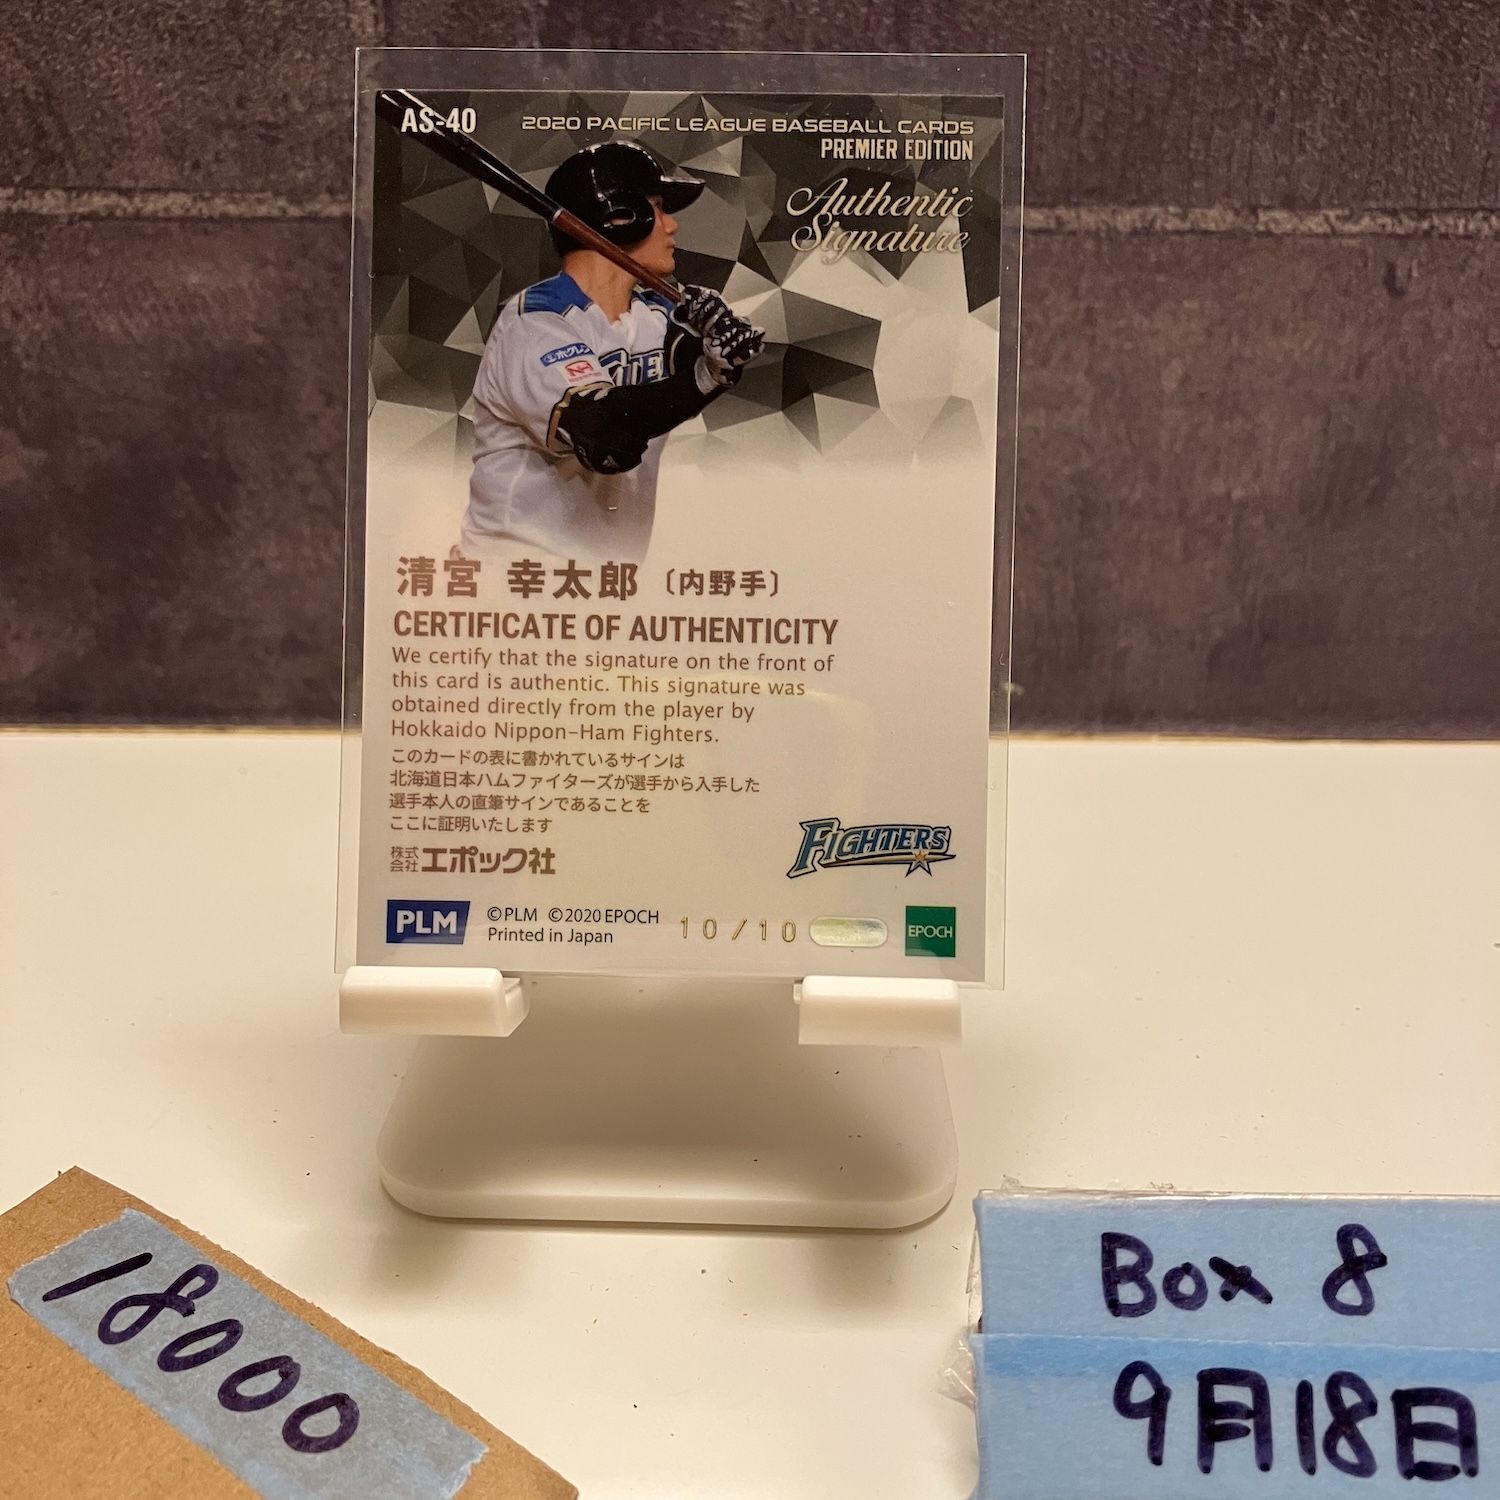 AS-40
2020 PACIFIC LEAGUE BASEBALL CARDS
PREMIER EDITION
Authentic
Signature
ホクレン
清宮 幸太郎〔内野手〕
CERTIFICATE OF AUTHENTICITY
We certify that the signature on the front of
this card is authentic. This signature was
obtained directly from the player by
Hokkaido Nippon-Ham Fighters.
このカードの表に書かれているサインは
北海道日本ハムファイターズが選手から入手した
選手本人の直筆サインであることを
ここに証明いたします
株式会社エポック社
FIGHTERS
PLM
©PLM ©2020 EPOCH
Printed in Japan
10/10
EPOCH
18000
Box 8
9月18日